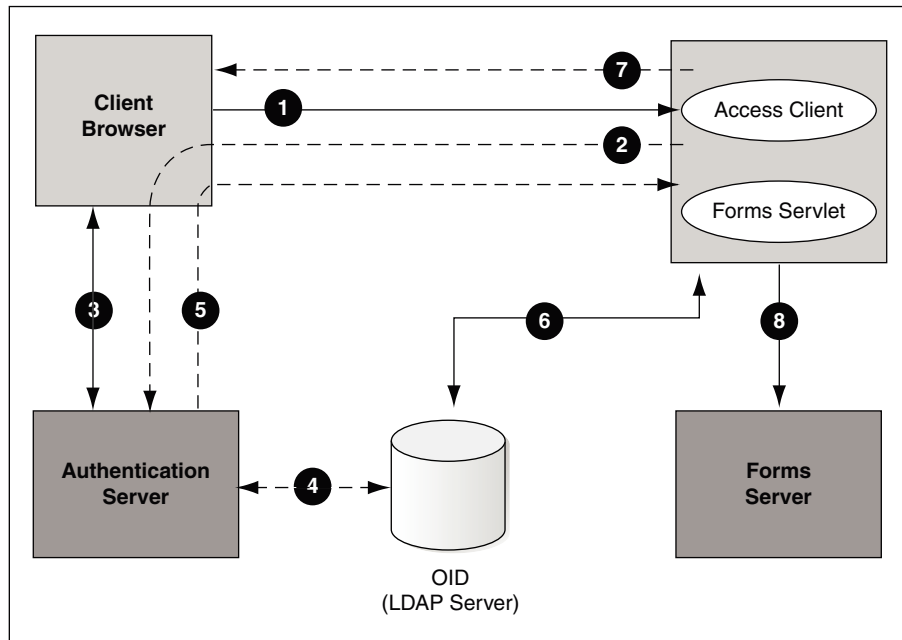 7
Client
Browser
1
Access Client
2
Forms Servlet
3
5
6
8
Authentication
Server
4
Forms
Server
OID
(LDAP Server)